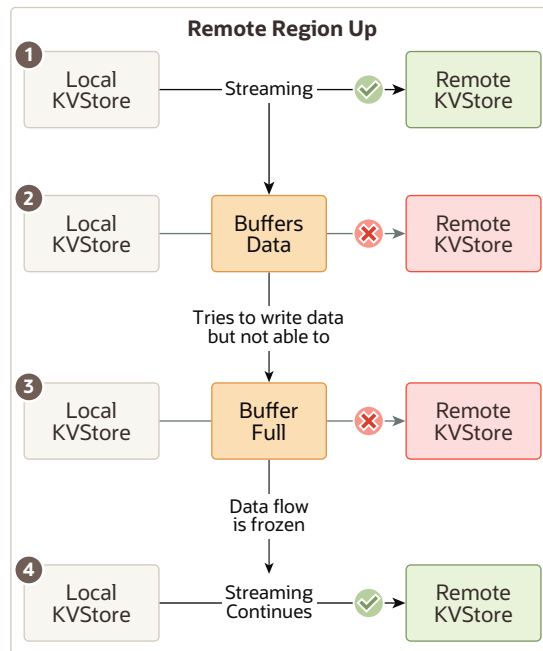 Remote Region Up
1
Local
KVStore
Streaming
Remote
KVStore
2
Local
KVStore
Buffers
Data
Remote
KVStore
Tries to write data
but not able to
3
Local
KVStore
Buffer
Full
Remote
KVStore
Data flow
is frozen
4
Local
KVStore
Streaming
Continues
Remote
KVStore